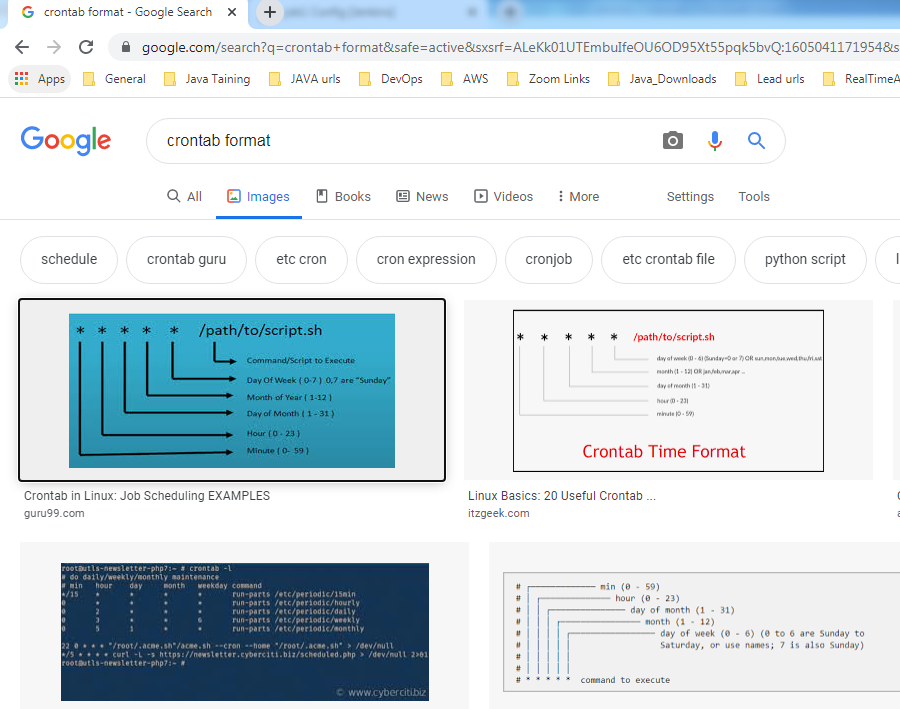 crontab format - Google Search
google.com/search?q=crontab+format&safe=active&sxsrf=ALeKk01UTEmbuIfeOU6OD95Xt55pqk5bvQ:1605041171954&s
Apps General Java Taining JAVA urls DevOps AWS Zoom Links Java_Downloads Lead urls RealTimeA
Google
crontab format
All Images Books News Videos More Settings Tools
schedule crontab guru etc cron cron expression cronjob etc crontab file python script
* * * * * /path/to/script.sh
Command/Script to Execute
Day Of Week ( 0-7 ) 0,7 are "Sunday"
Month of Year ( 1-12 )
Day of Month ( 1 - 31 )
Hour ( 0 - 23 )
Minute ( 0- 59 )
Crontab in Linux: Job Scheduling EXAMPLES
guru99.com
* * * * * /path/to/script.sh
day of week (0 - 6) (Sunday=0 or 7) OR sun,mon,tue,wed,thu,fri,sat
month (1 - 12) OR jan,feb,mar,apr ...
day of month (1 - 31)
hour (0 - 23)
minute (0 - 59)
Crontab Time Format
Linux Basics: 20 Useful Crontab ...
itzgeek.com
root@utls-newsletter-php7:~ # crontab -l
# do daily/weekly/monthly maintenance
# min hour day month weekday command
*/15 * * * * run-parts /etc/periodic/15min
0 * * * * run-parts /etc/periodic/hourly
0 2 * * * run-parts /etc/periodic/daily
0 3 * * 6 run-parts /etc/periodic/weekly
0 5 1 * * run-parts /etc/periodic/monthly
22 0 * * * "/root/.acme.sh"/acme.sh --cron --home "/root/.acme.sh" > /dev/null
*/5 * * * * curl -L -s https://newsletter.cyberciti.biz/scheduled.php > /dev/null 2>&1
root@utls-newsletter-php7:~ #
© www.cyberciti.biz
# min (0 - 59)
# hour (0 - 23)
# day of month (1 - 31)
# month (1 - 12)
# day of week (0 - 6) (0 to 6 are Sunday to
# Saturday, or use names; 7 is also Sunday)
#
#
# * * * * * command to execute